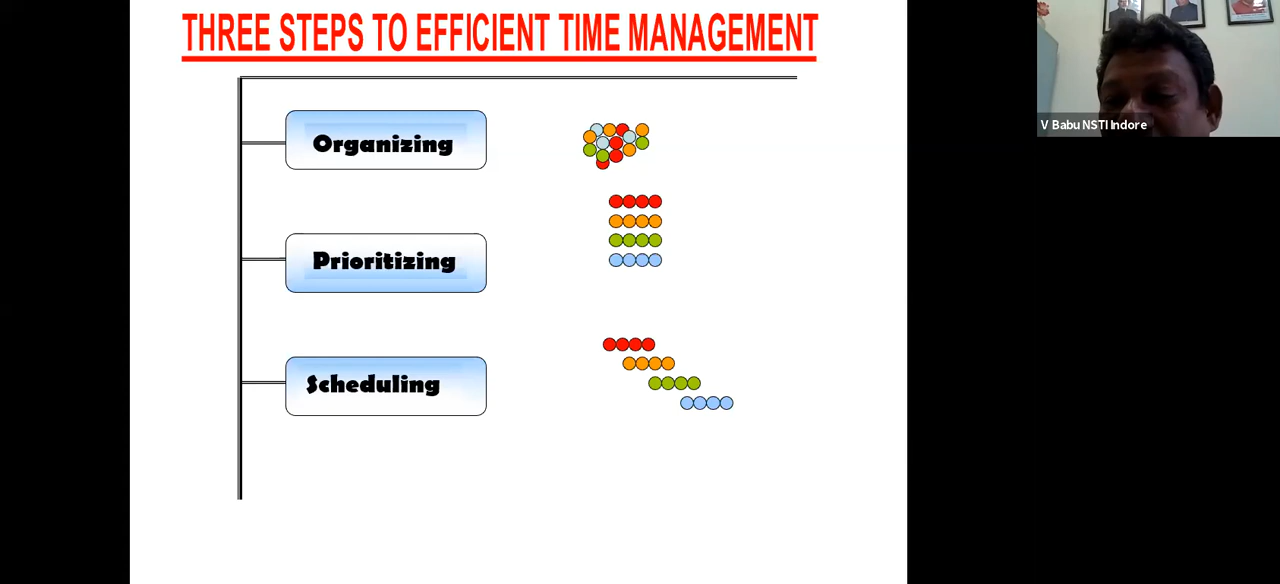 THREE STEPS TO EFFICIENT TIME MANAGEMENT
V Babu NSTI Indore
Organizing
Prioritizing
Scheduling